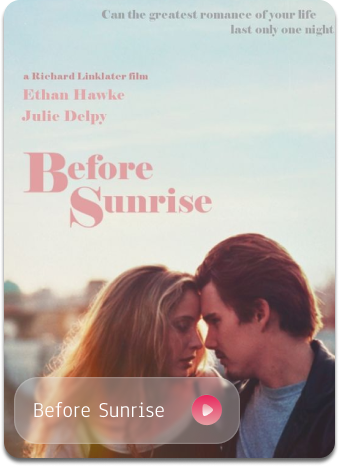 Can the greatest romance of your life
last only one night
a Richard Linklater film
Ethan Hawke
Julie Delpy
Before
Sunrise
Before Sunrise